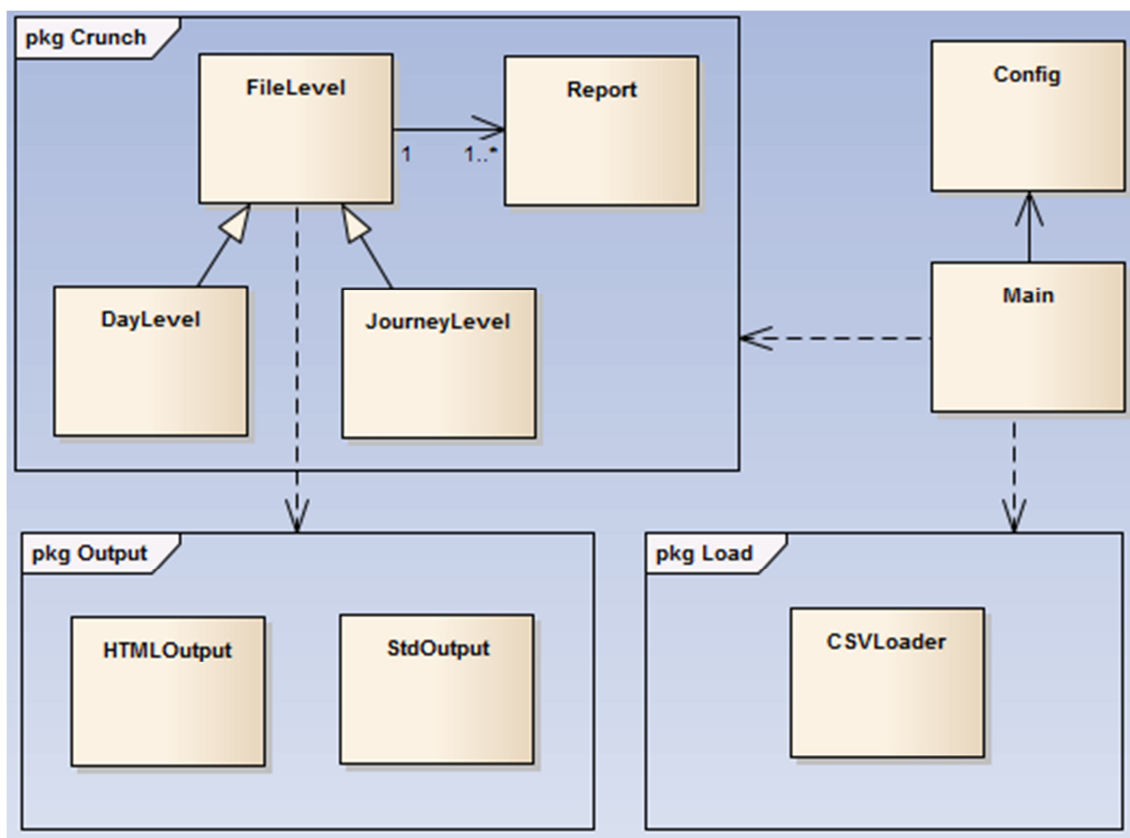 pkg Crunch
FileLevel
Report
Config
1
1..*
Main
DayLevel
JourneyLevel
pkg Output
pkg Load
HTMLOutput
StdOutput
CSVLoader